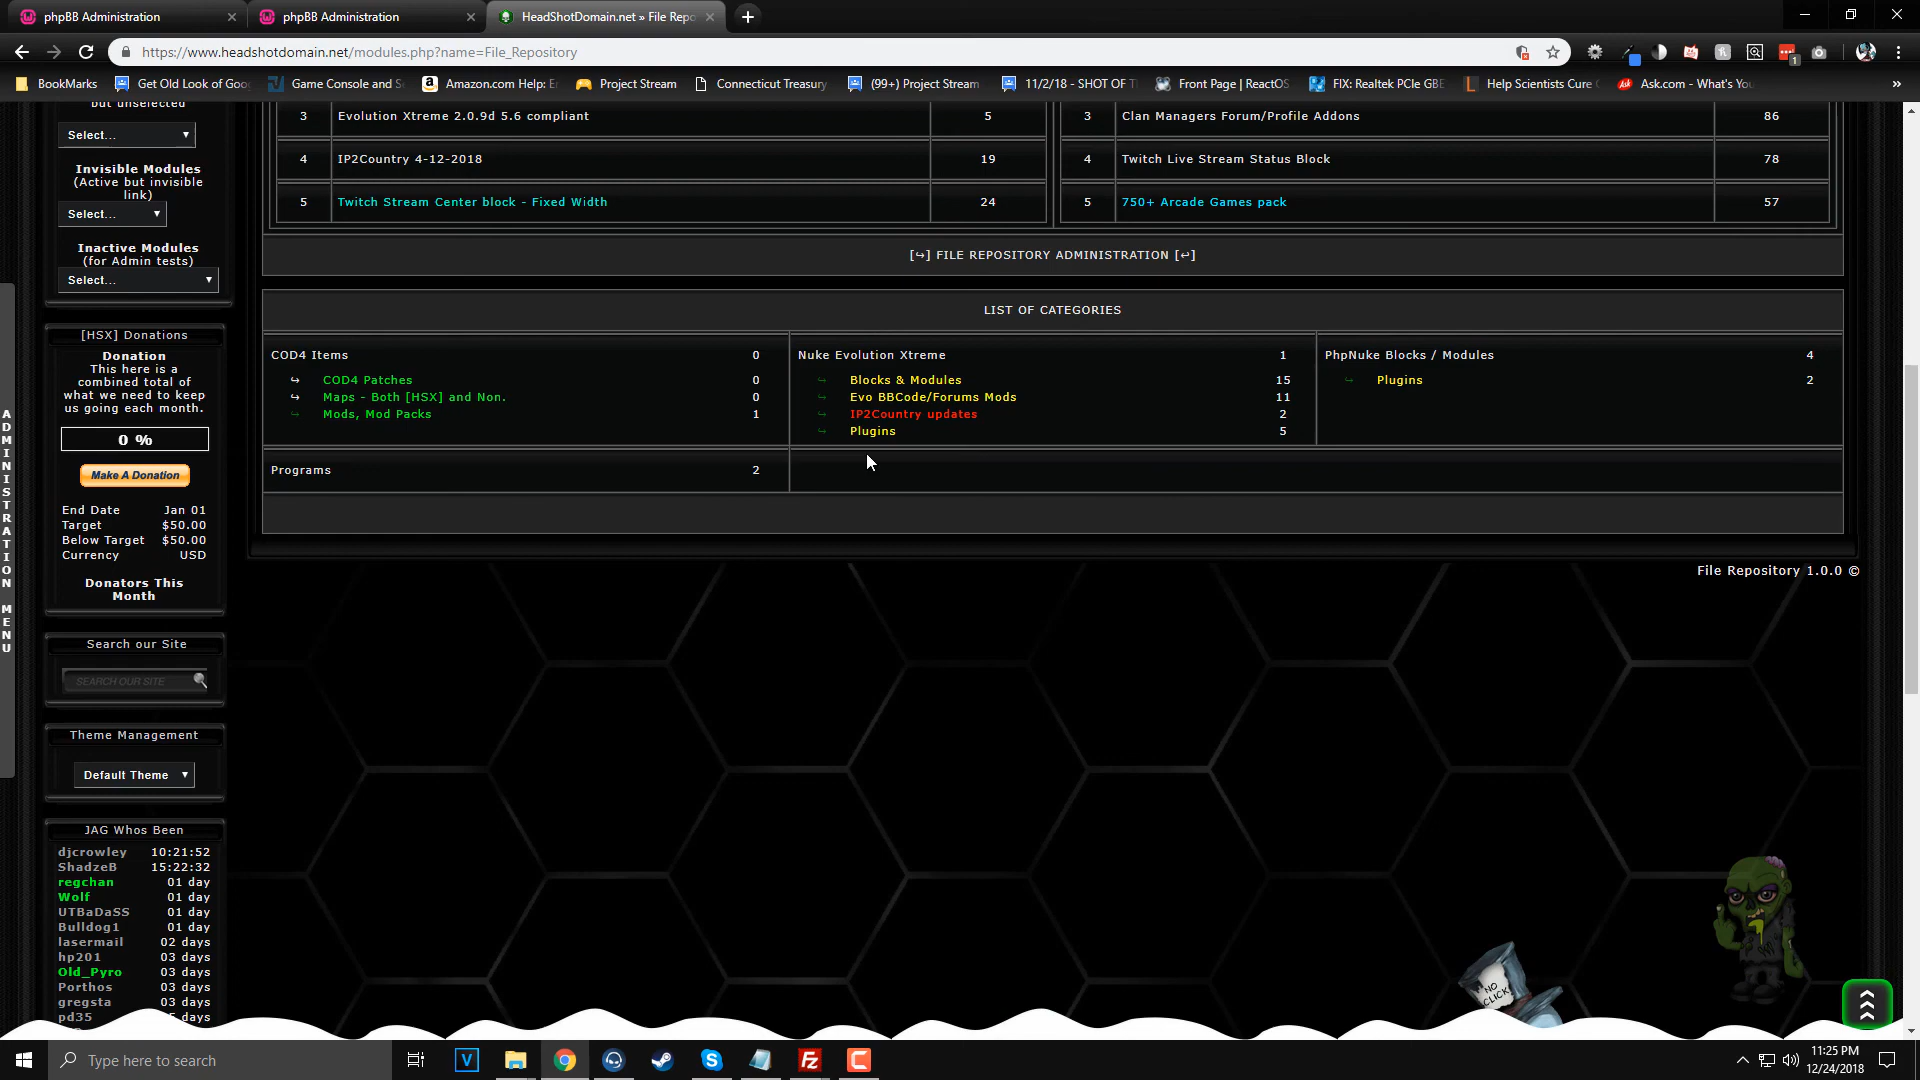 phpBB Administration
phpBB Administration
HeadShotDomain.net » File Repo
https://www.headshotdomain.net/modules.php?name=File_Repository
1
BookMarks
Get Old Look of Goo
Game Console and S
Amazon.com Help: E
Project Stream
Connecticut Treasury
(99+) Project Stream
11/2/18 - SHOT OF T
Front Page | ReactOS
FIX: Realtek PCIe GBE
Help Scientists Cure
Ask.com - What's You
»
but unselected
Select...
Invisible Modules
(Active but invisible
link)
Select...
Inactive Modules
(for Admin tests)
Select...
3 Evolution Xtreme 2.0.9d 5.6 compliant 5
4 IP2Country 4-12-2018 19
5 Twitch Stream Center block - Fixed Width 24
3 Clan Managers Forum/Profile Addons 86
4 Twitch Live Stream Status Block 78
5 750+ Arcade Games pack 57
[↪] FILE REPOSITORY ADMINISTRATION [↩]
LIST OF CATEGORIES
COD4 Items 0
↪ COD4 Patches 0
↪ Maps - Both [HSX] and Non. 0
↪ Mods, Mod Packs 1
Nuke Evolution Xtreme 1
↪ Blocks & Modules 15
↪ Evo BBCode/Forums Mods 11
↪ IP2Country updates 2
↪ Plugins 5
PhpNuke Blocks / Modules 4
↪ Plugins 2
Programs 2
File Repository 1.0.0 ©
ADMINISTRATION MENU
[HSX] Donations
Donation
This here is a
combined total of
what we need to keep
us going each month.
0 %
Make A Donation
End Date Jan 01
Target $50.00
Below Target $50.00
Currency USD
Donators This
Month
Search our Site
SEARCH OUR SITE
Theme Management
Default Theme
JAG Whos Been
djcrowley 10:21:52
ShadzeB 15:22:32
regchan 01 day
Wolf 01 day
UTBaDaSS 01 day
Bulldog1 01 day
lasermail 02 days
hp201 03 days
Old_Pyro 03 days
Porthos 03 days
gregsta 03 days
pd35 days
NO CLICK
Type here to search
11:25 PM
12/24/2018